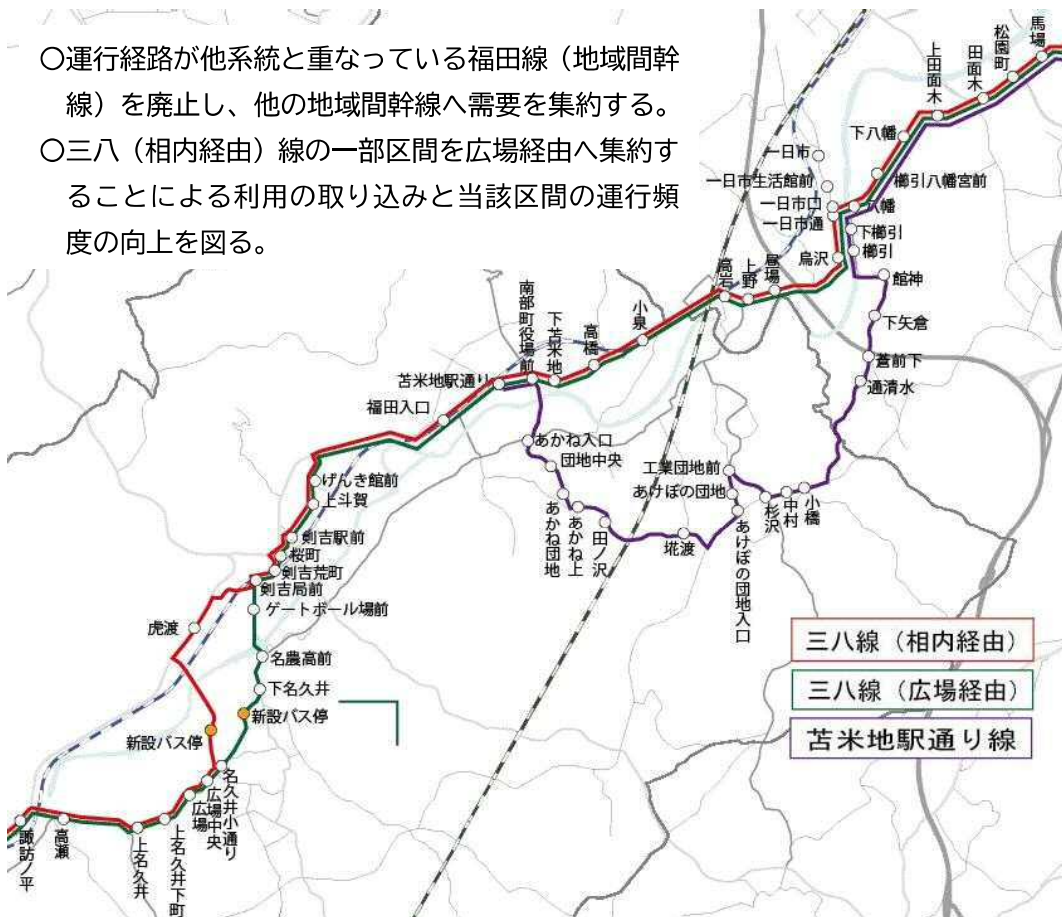 〇運行経路が他系統と重なっている福田線（地域間幹
線）を廃止し、他の地域間幹線へ需要を集約する。
〇三八（相内経由）線の一部区間を広場経由へ集約す
ることによる利用の取り込みと当該区間の運行頻
度の向上を図る。
馬場
松園町
田面木
上田面木
下八幡
櫛引八幡宮前
八幡
一日市
一日市生活館前
一日市口
一日市通
下櫛引
櫛引
烏沢
館神
昼場
上野
高岩
下矢倉
蒼前下
通清水
小泉
高橋
下苫米地
南部町役場前
苫米地駅通り
福田入口
あかね入口
団地中央
あかね団地
あかね上
田ノ沢
埖渡
工業団地前
あけぼの団地
あけぼの団地入口
杉沢
中村
小橋
げんき館前
上斗賀
剣吉駅前
桜町
剣吉荒町
剣吉局前
ゲートボール場前
虎渡
名農高前
下名久井
新設バス停
新設バス停
名久井小通り
広場中央
広場
上名久井下町
上名久井
高瀬
諏訪ノ平
三八線（相内経由）
三八線（広場経由）
苫米地駅通り線